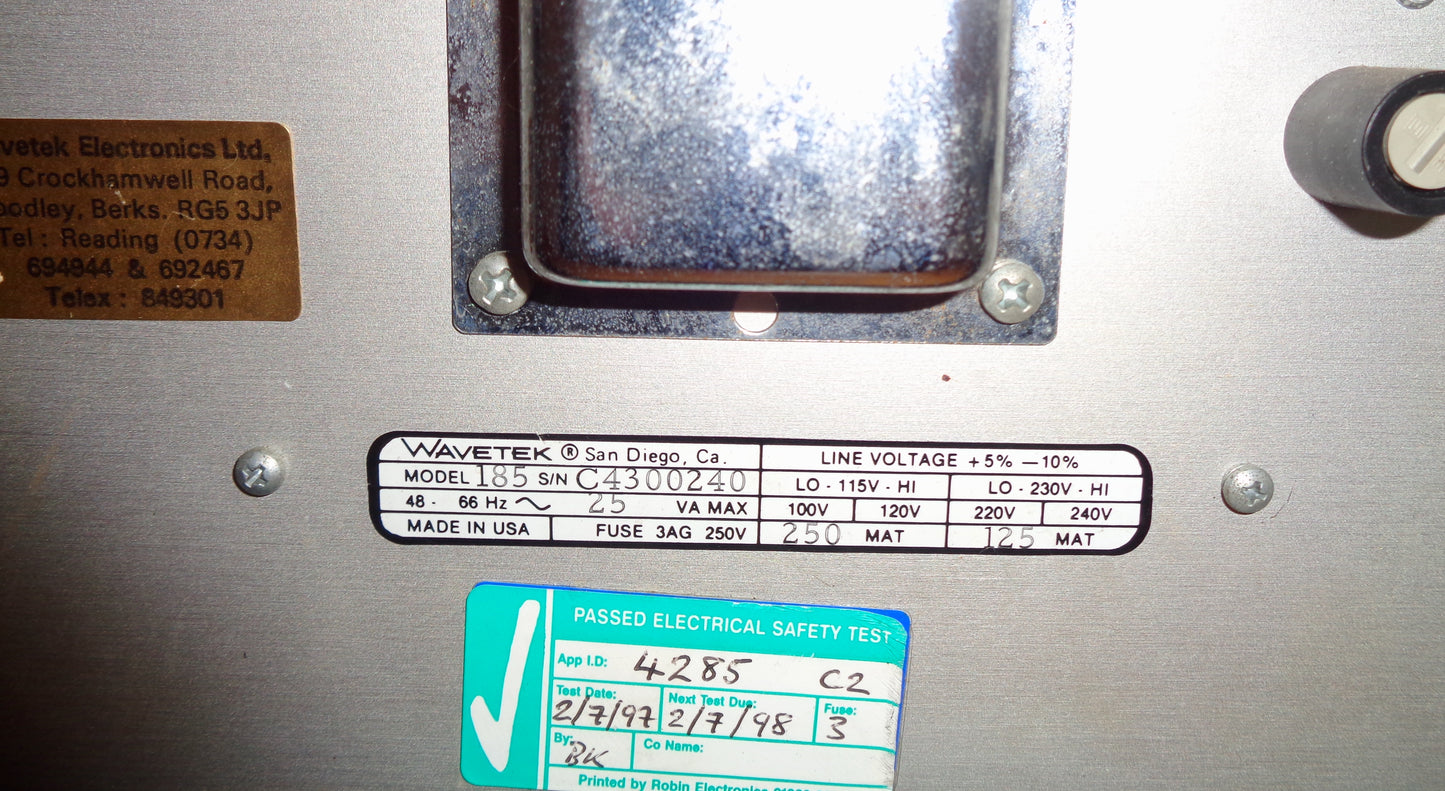 Electronics Ltd,
Crockhamwell Road,
Berks. RG5 3JP
Tel : Reading (0734)
694944 & 692467
Telex : 849301
WAVETEK ® San Diego, Ca.
MODEL 185 S/N C4300240
48 - 66 Hz 25 VA MAX
MADE IN USA FUSE 3AG 250V
LINE VOLTAGE +5% —10%
LO - 115V - HI LO - 230V - HI
100V 120V 220V 240V
250 MAT 125 MAT
PASSED ELECTRICAL SAFETY TEST
App I.D: 4285 C2
Test Date: Next Test Due: Fuse:
2/7/97 2/7/98 3
By: BK Co Name:
Printed by Robin Electronics